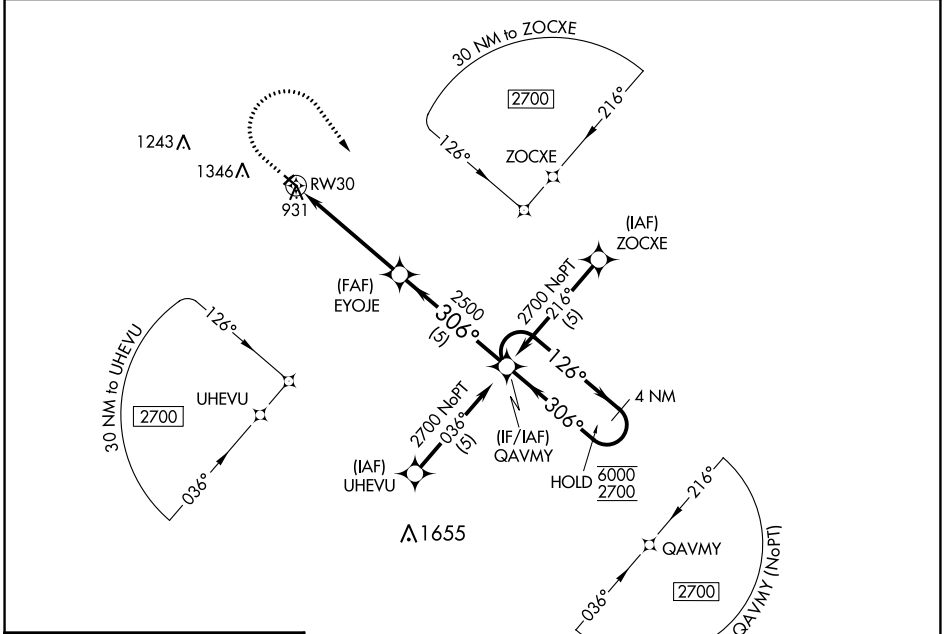 30 NM to ZOCXE
2700
216°
126°
ZOCXE
1243
1346
RW30
931
(IAF)
ZOCXE
(FAF)
EYOJE
2500
306°
(5)
2700 NoPT
216°
(5)
126°
306°
4 NM
(IF/IAF)
QAVMY
HOLD 6000
2700
30 NM to UHEVU
126°
UHEVU
2700
036°
2700 NoPT
036°
(5)
(IAF)
UHEVU
1655
216°
QAVMY
036°
2700
QAVMY (NoPT)